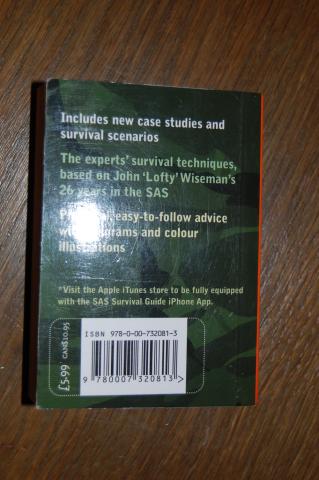 Includes new case studies and
survival scenarios
The experts' survival techniques,
based on John 'Lofty' Wiseman's
26 years in the SAS
easy-to-follow advice
and colour
illustrations
*Visit the Apple iTunes store to be fully equipped
with the SAS Survival Guide iPhone App.
ISBN 978-0-00-732081-3
9 780007 320813 >
£5.99 CAN$10.95